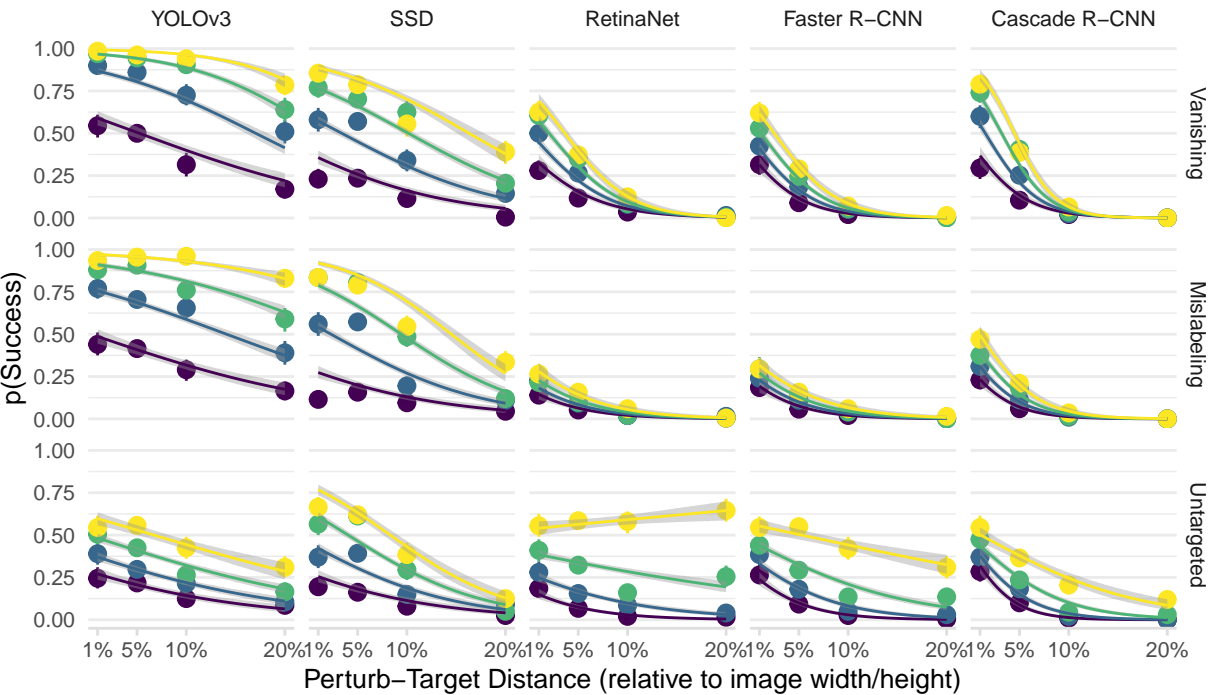 YOLOv3 SSD RetinaNet Faster R−CNN Cascade R−CNN
1.00
0.75
0.50
0.25
0.00
Vanishing
1.00
0.75
0.50
0.25
0.00
Mislabeling
1.00
0.75
0.50
0.25
0.00
Untargeted
p(Success)
1% 5% 10% 20% 1% 5% 10% 20% 1% 5% 10% 20% 1% 5% 10% 20% 1% 5% 10% 20%
Perturb−Target Distance (relative to image width/height)